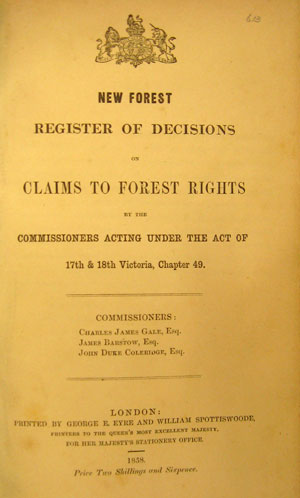 NEW FOREST
REGISTER OF DECISIONS
ON
CLAIMS TO FOREST RIGHTS
BY THE
COMMISSIONERS ACTING UNDER THE ACT OF
17th & 18th Victoria, Chapter 49.
COMMISSIONERS:
CHARLES JAMES GALE, ESQ.
JAMES BARSTOW, ESQ.
JOHN DUKE COLERIDGE, ESQ.
LONDON:
PRINTED BY GEORGE E. EYRE AND WILLIAM SPOTTISWOODE,
PRINTERS TO THE QUEEN'S MOST EXCELLENT MAJESTY,
FOR HER MAJESTY'S STATIONERY OFFICE.
1858.
Price Two Shillings and Sixpence.